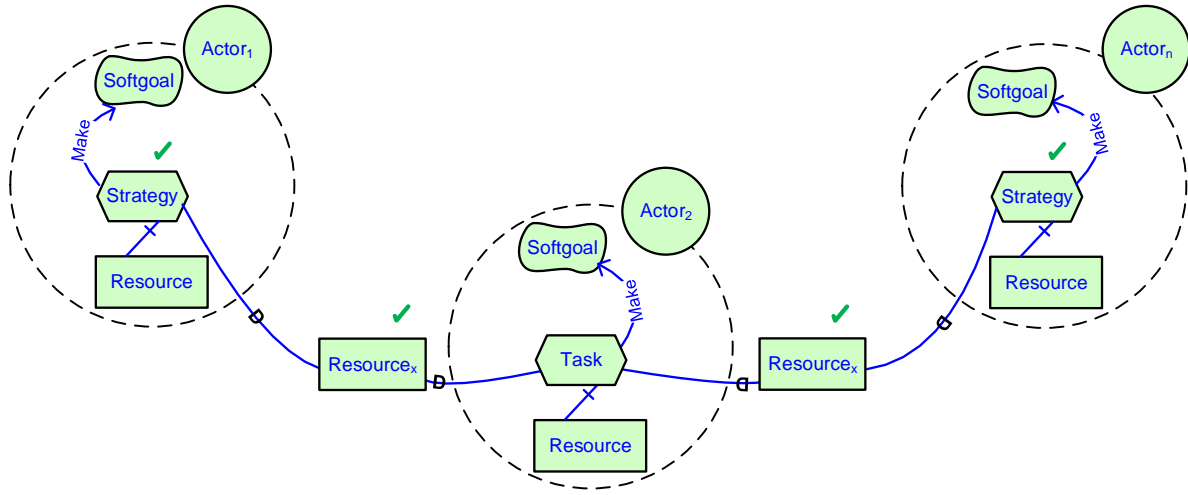 Actor₁
Softgoal
Make
Strategy
Resource
Resourceₓ
Actor₂
Softgoal
Make
Task
Resource
Resourceₓ
Actorₙ
Softgoal
Make
Strategy
Resource
D
D
D
D